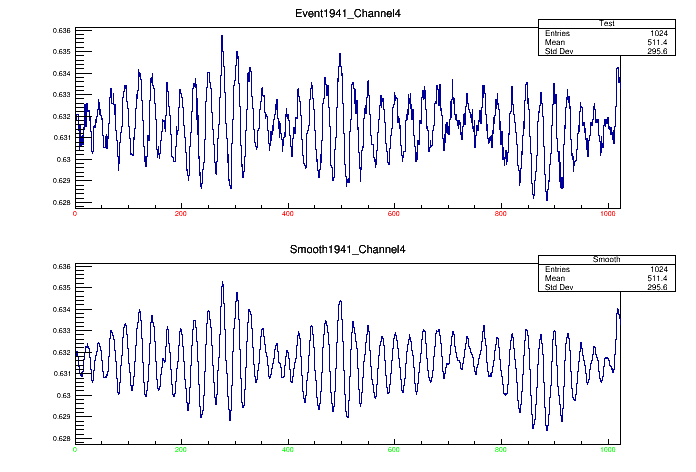 Event1941_Channel4
Test
Entries 1024
Mean 511.4
Std Dev 295.6
0.636
0.635
0.634
0.633
0.632
0.631
0.63
0.629
0.628
0 200 400 600 800 1000
Smooth1941_Channel4
Smooth
Entries 1024
Mean 511.4
Std Dev 295.6
0.636
0.635
0.634
0.633
0.632
0.631
0.63
0.629
0.628
0 200 400 600 800 1000